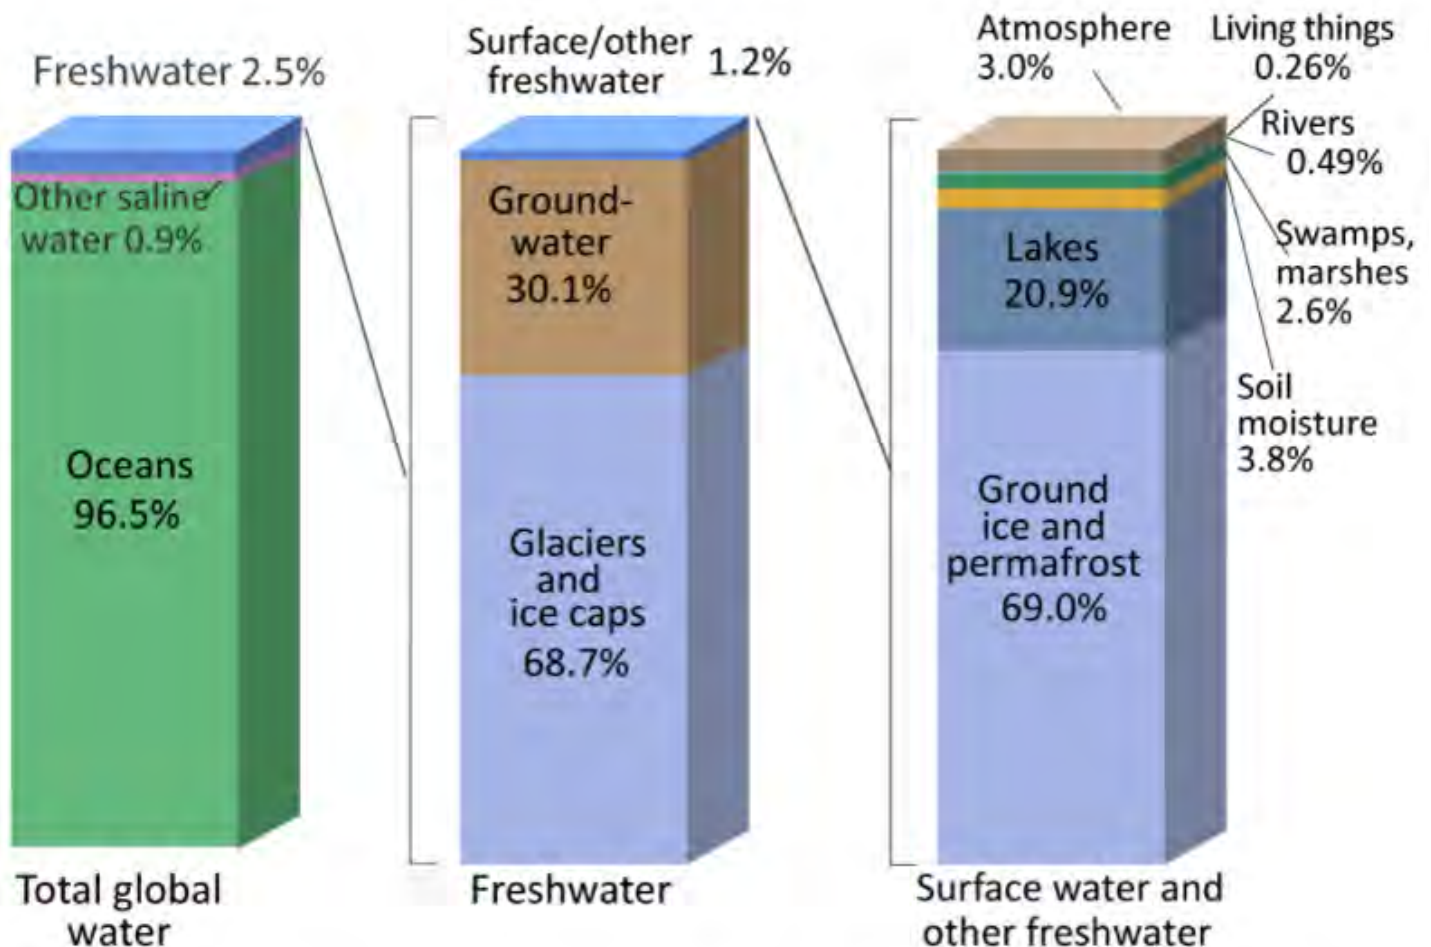 Freshwater 2.5%
Other saline
water 0.9%
Oceans
96.5%
Total global
water
Surface/other
freshwater
1.2%
Ground-
water
30.1%
Glaciers
and
ice caps
68.7%
Freshwater
Atmosphere
3.0%
Living things
0.26%
Rivers
0.49%
Swamps,
marshes
2.6%
Soil
moisture
3.8%
Lakes
20.9%
Ground
ice and
permafrost
69.0%
Surface water and
other freshwater